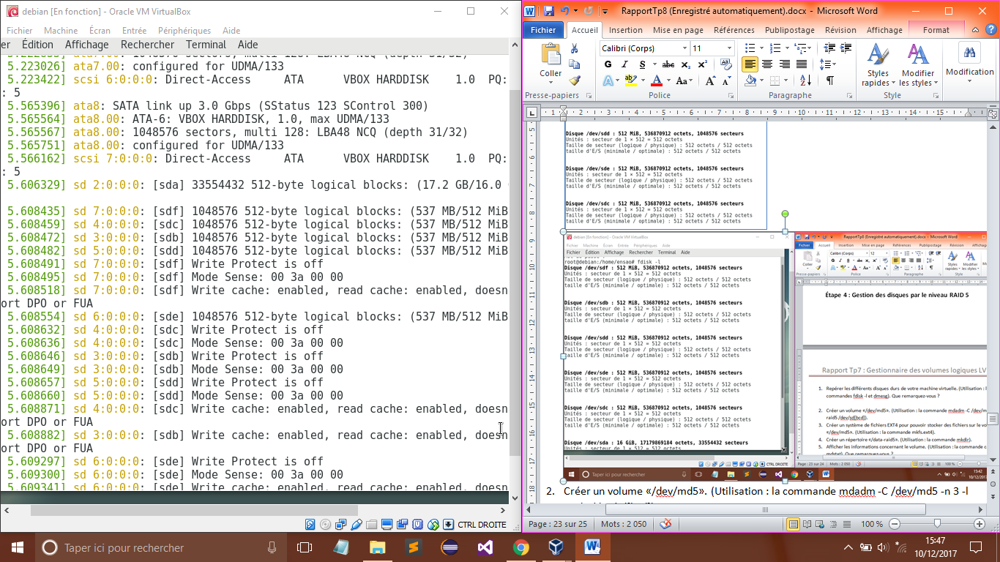 debian [En fonction] - Oracle VM VirtualBox
Fichier Machine Écran Entrée Périphériques Aide
er Édition Affichage Rechercher Terminal Aide
5.223026] ata7.00: configured for UDMA/133
5.223422] scsi 6:0:0:0: Direct-Access ATA VBOX HARDDISK 1.0 PQ:
: 5
5.565396] ata8: SATA link up 3.0 Gbps (SStatus 123 SControl 300)
5.565564] ata8.00: ATA-6: VBOX HARDDISK, 1.0, max UDMA/133
5.565567] ata8.00: 1048576 sectors, multi 128: LBA48 NCQ (depth 31/32)
5.565751] ata8.00: configured for UDMA/133
5.566162] scsi 7:0:0:0: Direct-Access ATA VBOX HARDDISK 1.0 PQ:
: 5
5.606329] sd 2:0:0:0: [sda] 33554432 512-byte logical blocks: (17.2 GB/16.0
5.608435] sd 7:0:0:0: [sdf] 1048576 512-byte logical blocks: (537 MB/512 MiB
5.608459] sd 4:0:0:0: [sdc] 1048576 512-byte logical blocks: (537 MB/512 MiB
5.608472] sd 3:0:0:0: [sdb] 1048576 512-byte logical blocks: (537 MB/512 MiB
5.608482] sd 5:0:0:0: [sdd] 1048576 512-byte logical blocks: (537 MB/512 MiB
5.608491] sd 7:0:0:0: [sdf] Write Protect is off
5.608495] sd 7:0:0:0: [sdf] Mode Sense: 00 3a 00 00
5.608518] sd 7:0:0:0: [sdf] Write cache: enabled, read cache: enabled, doesn
ort DPO or FUA
5.608554] sd 6:0:0:0: [sde] 1048576 512-byte logical blocks: (537 MB/512 MiB
5.608632] sd 4:0:0:0: [sdc] Write Protect is off
5.608636] sd 4:0:0:0: [sdc] Mode Sense: 00 3a 00 00
5.608646] sd 3:0:0:0: [sdb] Write Protect is off
5.608649] sd 3:0:0:0: [sdb] Mode Sense: 00 3a 00 00
5.608657] sd 5:0:0:0: [sdd] Write Protect is off
5.608660] sd 5:0:0:0: [sdd] Mode Sense: 00 3a 00 00
5.608871] sd 4:0:0:0: [sdc] Write cache: enabled, read cache: enabled, doesn
ort DPO or FUA
5.608882] sd 3:0:0:0: [sdb] Write cache: enabled, read cache: enabled, doesn
ort DPO or FUA
5.609297] sd 6:0:0:0: [sde] Write Protect is off
5.609300] sd 6:0:0:0: [sde] Mode Sense: 00 3a 00 00
5.609341] sd 6:0:0:0: [sde] Write cache: enabled, read cache: enabled, doesn
CTRL DROITE
RapportTp8 (Enregistré automatiquement).docx - Microsoft Word
Fichier Accueil Insertion Mise en page Références Publipostage Révision Affichage Format
Coller
Calibri (Corps) 11
Styles rapides
Modifier les styles
Modification
Presse-papiers Police Paragraphe Style
Disque /dev/sdd : 512 MiB, 536870912 octets, 1048576 secteurs
Unités : secteur de 1 × 512 = 512 octets
Taille de secteur (logique / physique) : 512 octets / 512 octets
taille d'E/S (minimale / optimale) : 512 octets / 512 octets
Disque /dev/sde : 512 MiB, 536870912 octets, 1048576 secteurs
Unités : secteur de 1 × 512 = 512 octets
Taille de secteur (logique / physique) : 512 octets / 512 octets
taille d'E/S (minimale / optimale) : 512 octets / 512 octets
Disque /dev/sdc : 512 MiB, 536870912 octets, 1048576 secteurs
Unités : secteur de 1 × 512 = 512 octets
Taille de secteur (logique / physique) : 512 octets / 512 octets
taille d'E/S (minimale / optimale) : 512 octets / 512 octets
debian [En fonction] - Oracle VM VirtualBox
Fichier Machine Écran Entrée Périphériques Aide
Fichier Édition Affichage Rechercher Terminal Aide
root@debian:/home/ensao# fdisk -l
Disque /dev/sdf : 512 MiB, 536870912 octets, 1048576 secteurs
Unités : secteur de 1 × 512 = 512 octets
Taille de secteur (logique / physique) : 512 octets / 512 octets
taille d'E/S (minimale / optimale) : 512 octets / 512 octets
Disque /dev/sdb : 512 MiB, 536870912 octets, 1048576 secteurs
Unités : secteur de 1 × 512 = 512 octets
Taille de secteur (logique / physique) : 512 octets / 512 octets
taille d'E/S (minimale / optimale) : 512 octets / 512 octets
Disque /dev/sdd : 512 MiB, 536870912 octets, 1048576 secteurs
Unités : secteur de 1 × 512 = 512 octets
Taille de secteur (logique / physique) : 512 octets / 512 octets
taille d'E/S (minimale / optimale) : 512 octets / 512 octets
Disque /dev/sde : 512 MiB, 536870912 octets, 1048576 secteurs
Unités : secteur de 1 × 512 = 512 octets
Taille de secteur (logique / physique) : 512 octets / 512 octets
taille d'E/S (minimale / optimale) : 512 octets / 512 octets
Disque /dev/sdc : 512 MiB, 536870912 octets, 1048576 secteurs
Unités : secteur de 1 × 512 = 512 octets
Taille de secteur (logique / physique) : 512 octets / 512 octets
taille d'E/S (minimale / optimale) : 512 octets / 512 octets
Disque /dev/sda : 16 GiB, 17179869184 octets, 33554432 secteurs
Unités : secteur de 1 × 512 = 512 octets
CTRL DROITE
RapportTp8 (Enregistré automatiquement).docx - Microsoft Word
Étape 4 : Gestion des disques par le niveau RAID 5
Rapport Tp7 : Gestionnaire des volumes logiques LV
1. Repérer les différents disques durs de votre machine virtuelle. (Utilisation : l
commandes fdisk -l et dmesg). Que remarquez-vous ?
2. Créer un volume «/dev/md5». (Utilisation : la commande mdadm -C /dev/m
raid5 /dev/sd[bcd]).
3. Créer un système de fichiers EXT4 pour pouvoir stocker des fichiers sur le vo
«/dev/md5». (Utilisation : la commande mkfs.ext4).
4. Créer un répertoire «/data-raid5». (Utilisation : la commande mkdir).
5. Afficher les informations concernant le volume. (Utilisation : la commande c
mdstat). Que remarquez-vous ?
Page : 23 sur 24 Mots : 2 050 100 %
Taper ici pour rechercher
15:42
10/12/2017
2. Créer un volume «/dev/md5». (Utilisation : la commande mdadm -C /dev/md5 -n 3 -l
Page : 23 sur 25 Mots : 2 050 100 %
Taper ici pour rechercher
15:47
10/12/2017